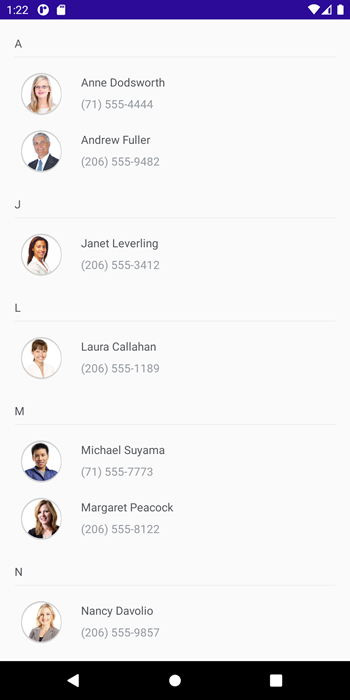 1:22
A
Anne Dodsworth
(71) 555-4444
Andrew Fuller
(206) 555-9482
J
Janet Leverling
(206) 555-3412
L
Laura Callahan
(206) 555-1189
M
Michael Suyama
(71) 555-7773
Margaret Peacock
(206) 555-8122
N
Nancy Davolio
(206) 555-9857